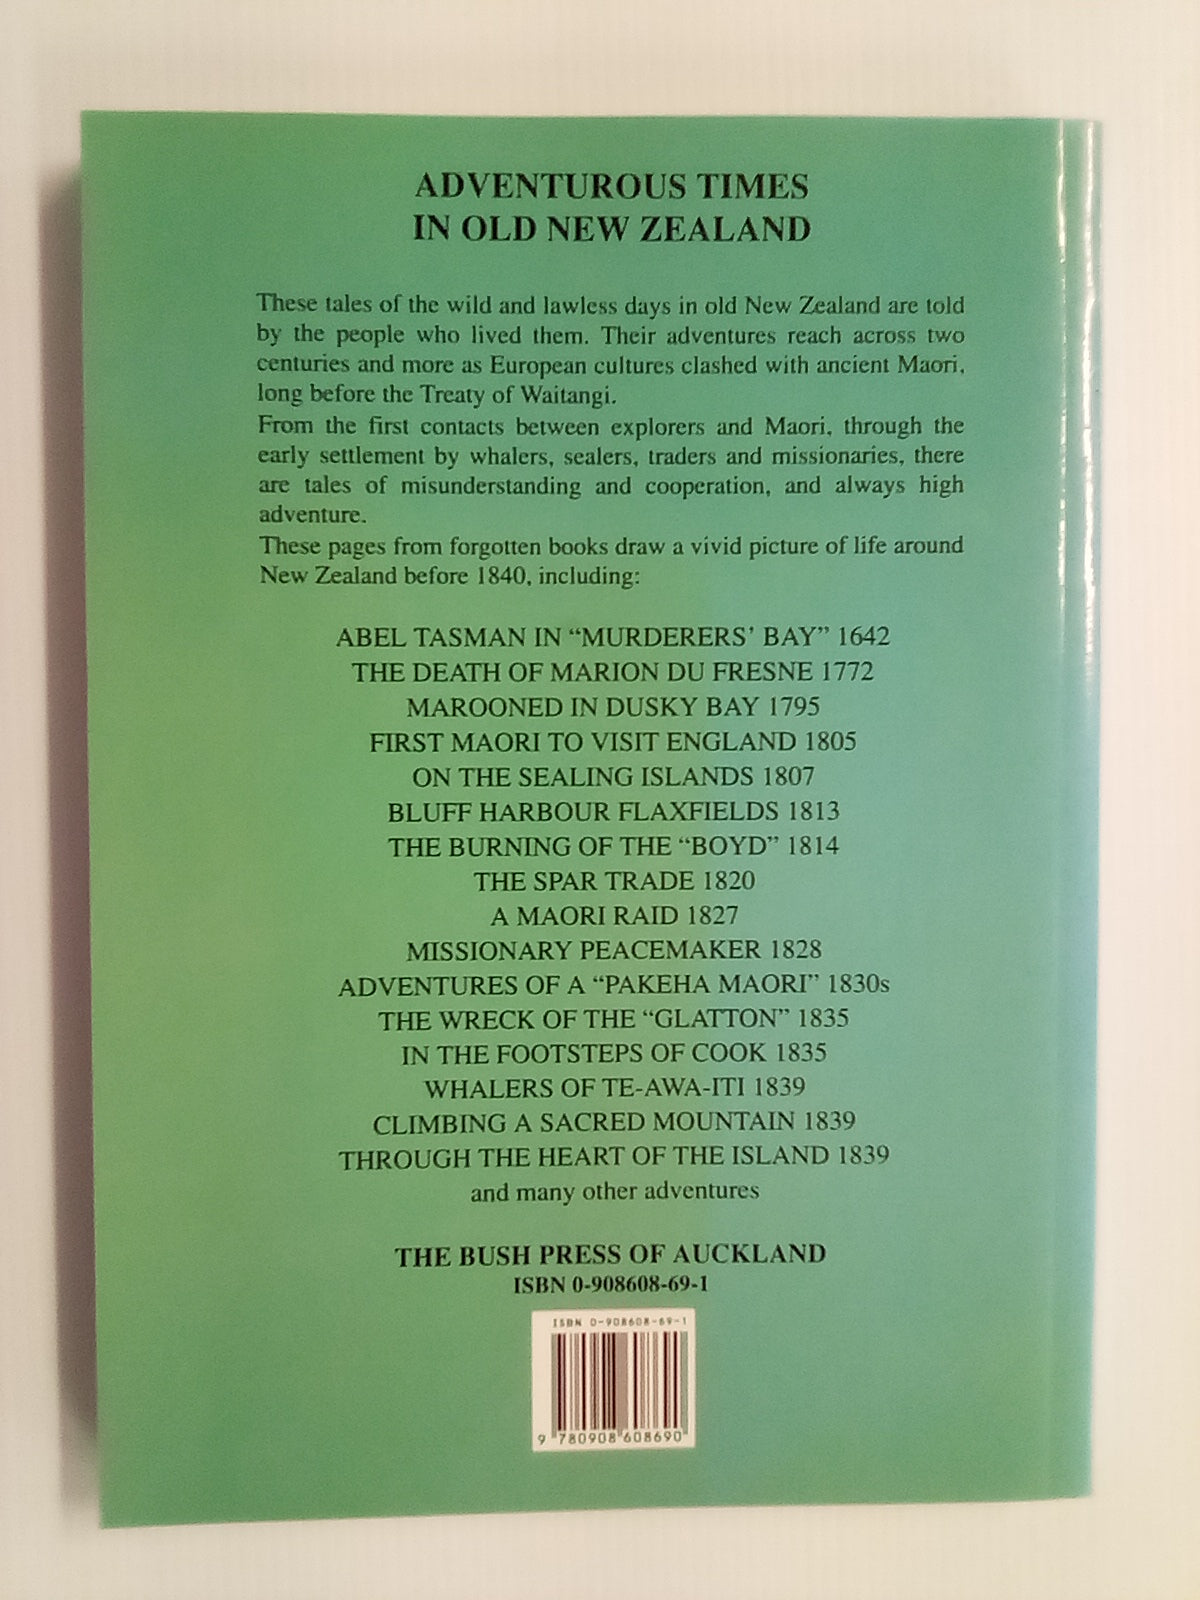 ADVENTUROUS TIMES
IN OLD NEW ZEALAND
These tales of the wild and lawless days in old New Zealand are told
by the people who lived them. Their adventures reach across two
centuries and more as European cultures clashed with ancient Maori,
long before the Treaty of Waitangi.
From the first contacts between explorers and Maori, through the
early settlement by whalers, sealers, traders and missionaries, there
are tales of misunderstanding and cooperation, and always high
adventure.
These pages from forgotten books draw a vivid picture of life around
New Zealand before 1840, including:
ABEL TASMAN IN “MURDERERS’ BAY” 1642
THE DEATH OF MARION DU FRESNE 1772
MAROONED IN DUSKY BAY 1795
FIRST MAORI TO VISIT ENGLAND 1805
ON THE SEALING ISLANDS 1807
BLUFF HARBOUR FLAXFIELDS 1813
THE BURNING OF THE “BOYD” 1814
THE SPAR TRADE 1820
A MAORI RAID 1827
MISSIONARY PEACEMAKER 1828
ADVENTURES OF A “PAKEHA MAORI” 1830s
THE WRECK OF THE “GLATTON” 1835
IN THE FOOTSTEPS OF COOK 1835
WHALERS OF TE-AWA-ITI 1839
CLIMBING A SACRED MOUNTAIN 1839
THROUGH THE HEART OF THE ISLAND 1839
and many other adventures
THE BUSH PRESS OF AUCKLAND
ISBN 0-908608-69-1
ISBN 0-908608-69-1
9 780908 608690